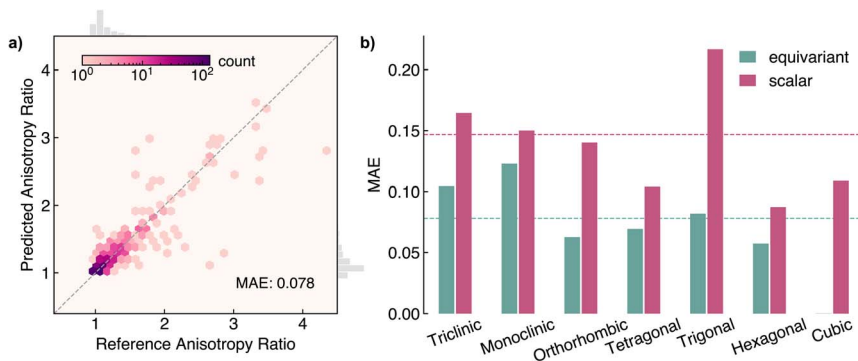 a)
Predicted Anisotropy Ratio
4
3
2
1
10⁰ 10¹ 10² count
MAE: 0.078
1 2 3 4
Reference Anisotropy Ratio
b)
MAE
0.20
0.15
0.10
0.05
0.00
equivariant
scalar
Triclinic Monoclinic Orthorhombic Tetragonal Trigonal Hexagonal Cubic